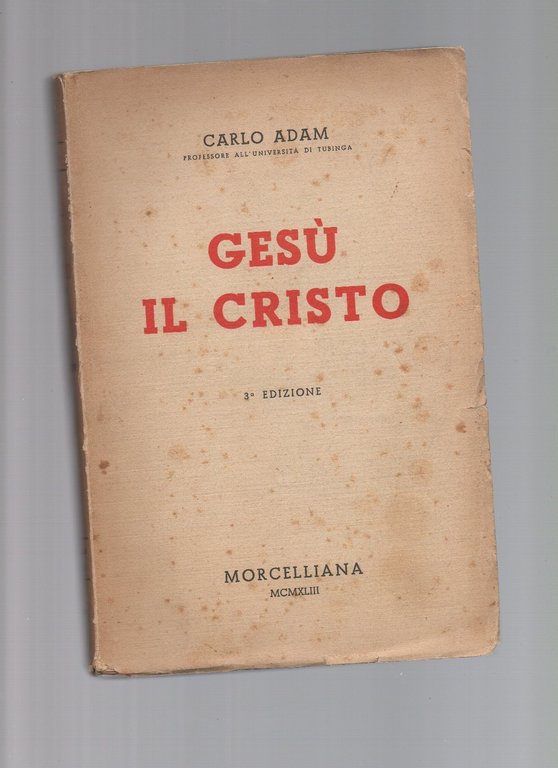 CARLO ADAM
PROFESSORE ALL'UNIVERSITÀ DI TUBINGA
GESÙ
IL CRISTO
3ª EDIZIONE
MORCELLIANA
MCMXLIII